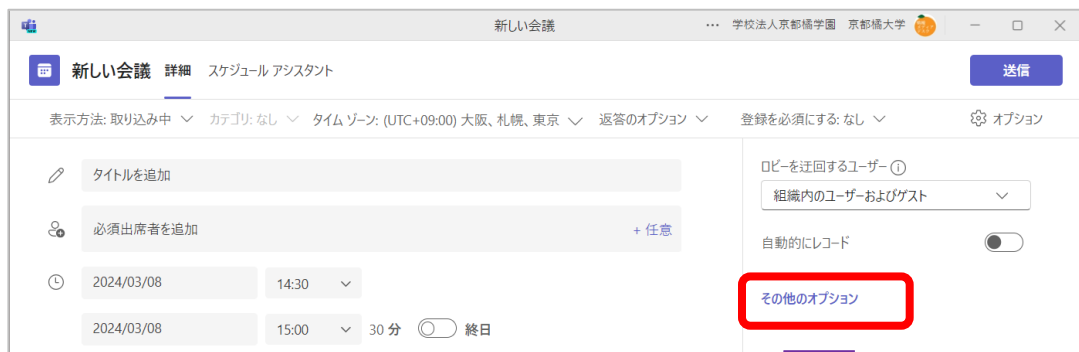 新しい会議 … 学校法人京都橘学園 京都橘大学
新しい会議 詳細 スケジュール アシスタント 送信
表示方法: 取り込み中 カテゴリ: なし タイム ゾーン: (UTC+09:00) 大阪、札幌、東京 返答のオプション 登録を必須にする: なし オプション
タイトルを追加
必須出席者を追加 + 任意
2024/03/08 14:30
2024/03/08 15:00 30 分 終日
ロビーを迂回するユーザー
組織内のユーザーおよびゲスト
自動的にレコード
その他のオプション